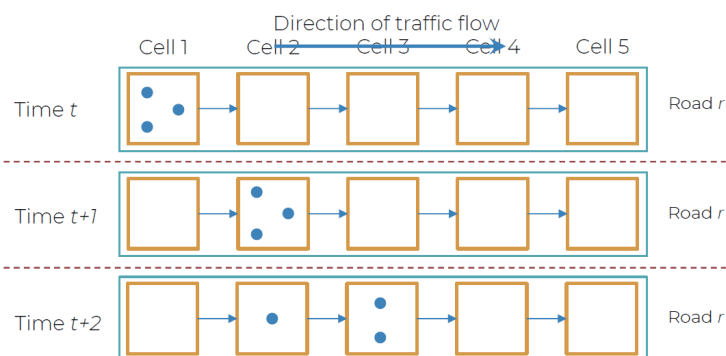 Direction of traffic flow
Cell 1 Cell 2 Cell 3 Cell 4 Cell 5
Time t Road r
Time t+1 Road r
Time t+2 Road r